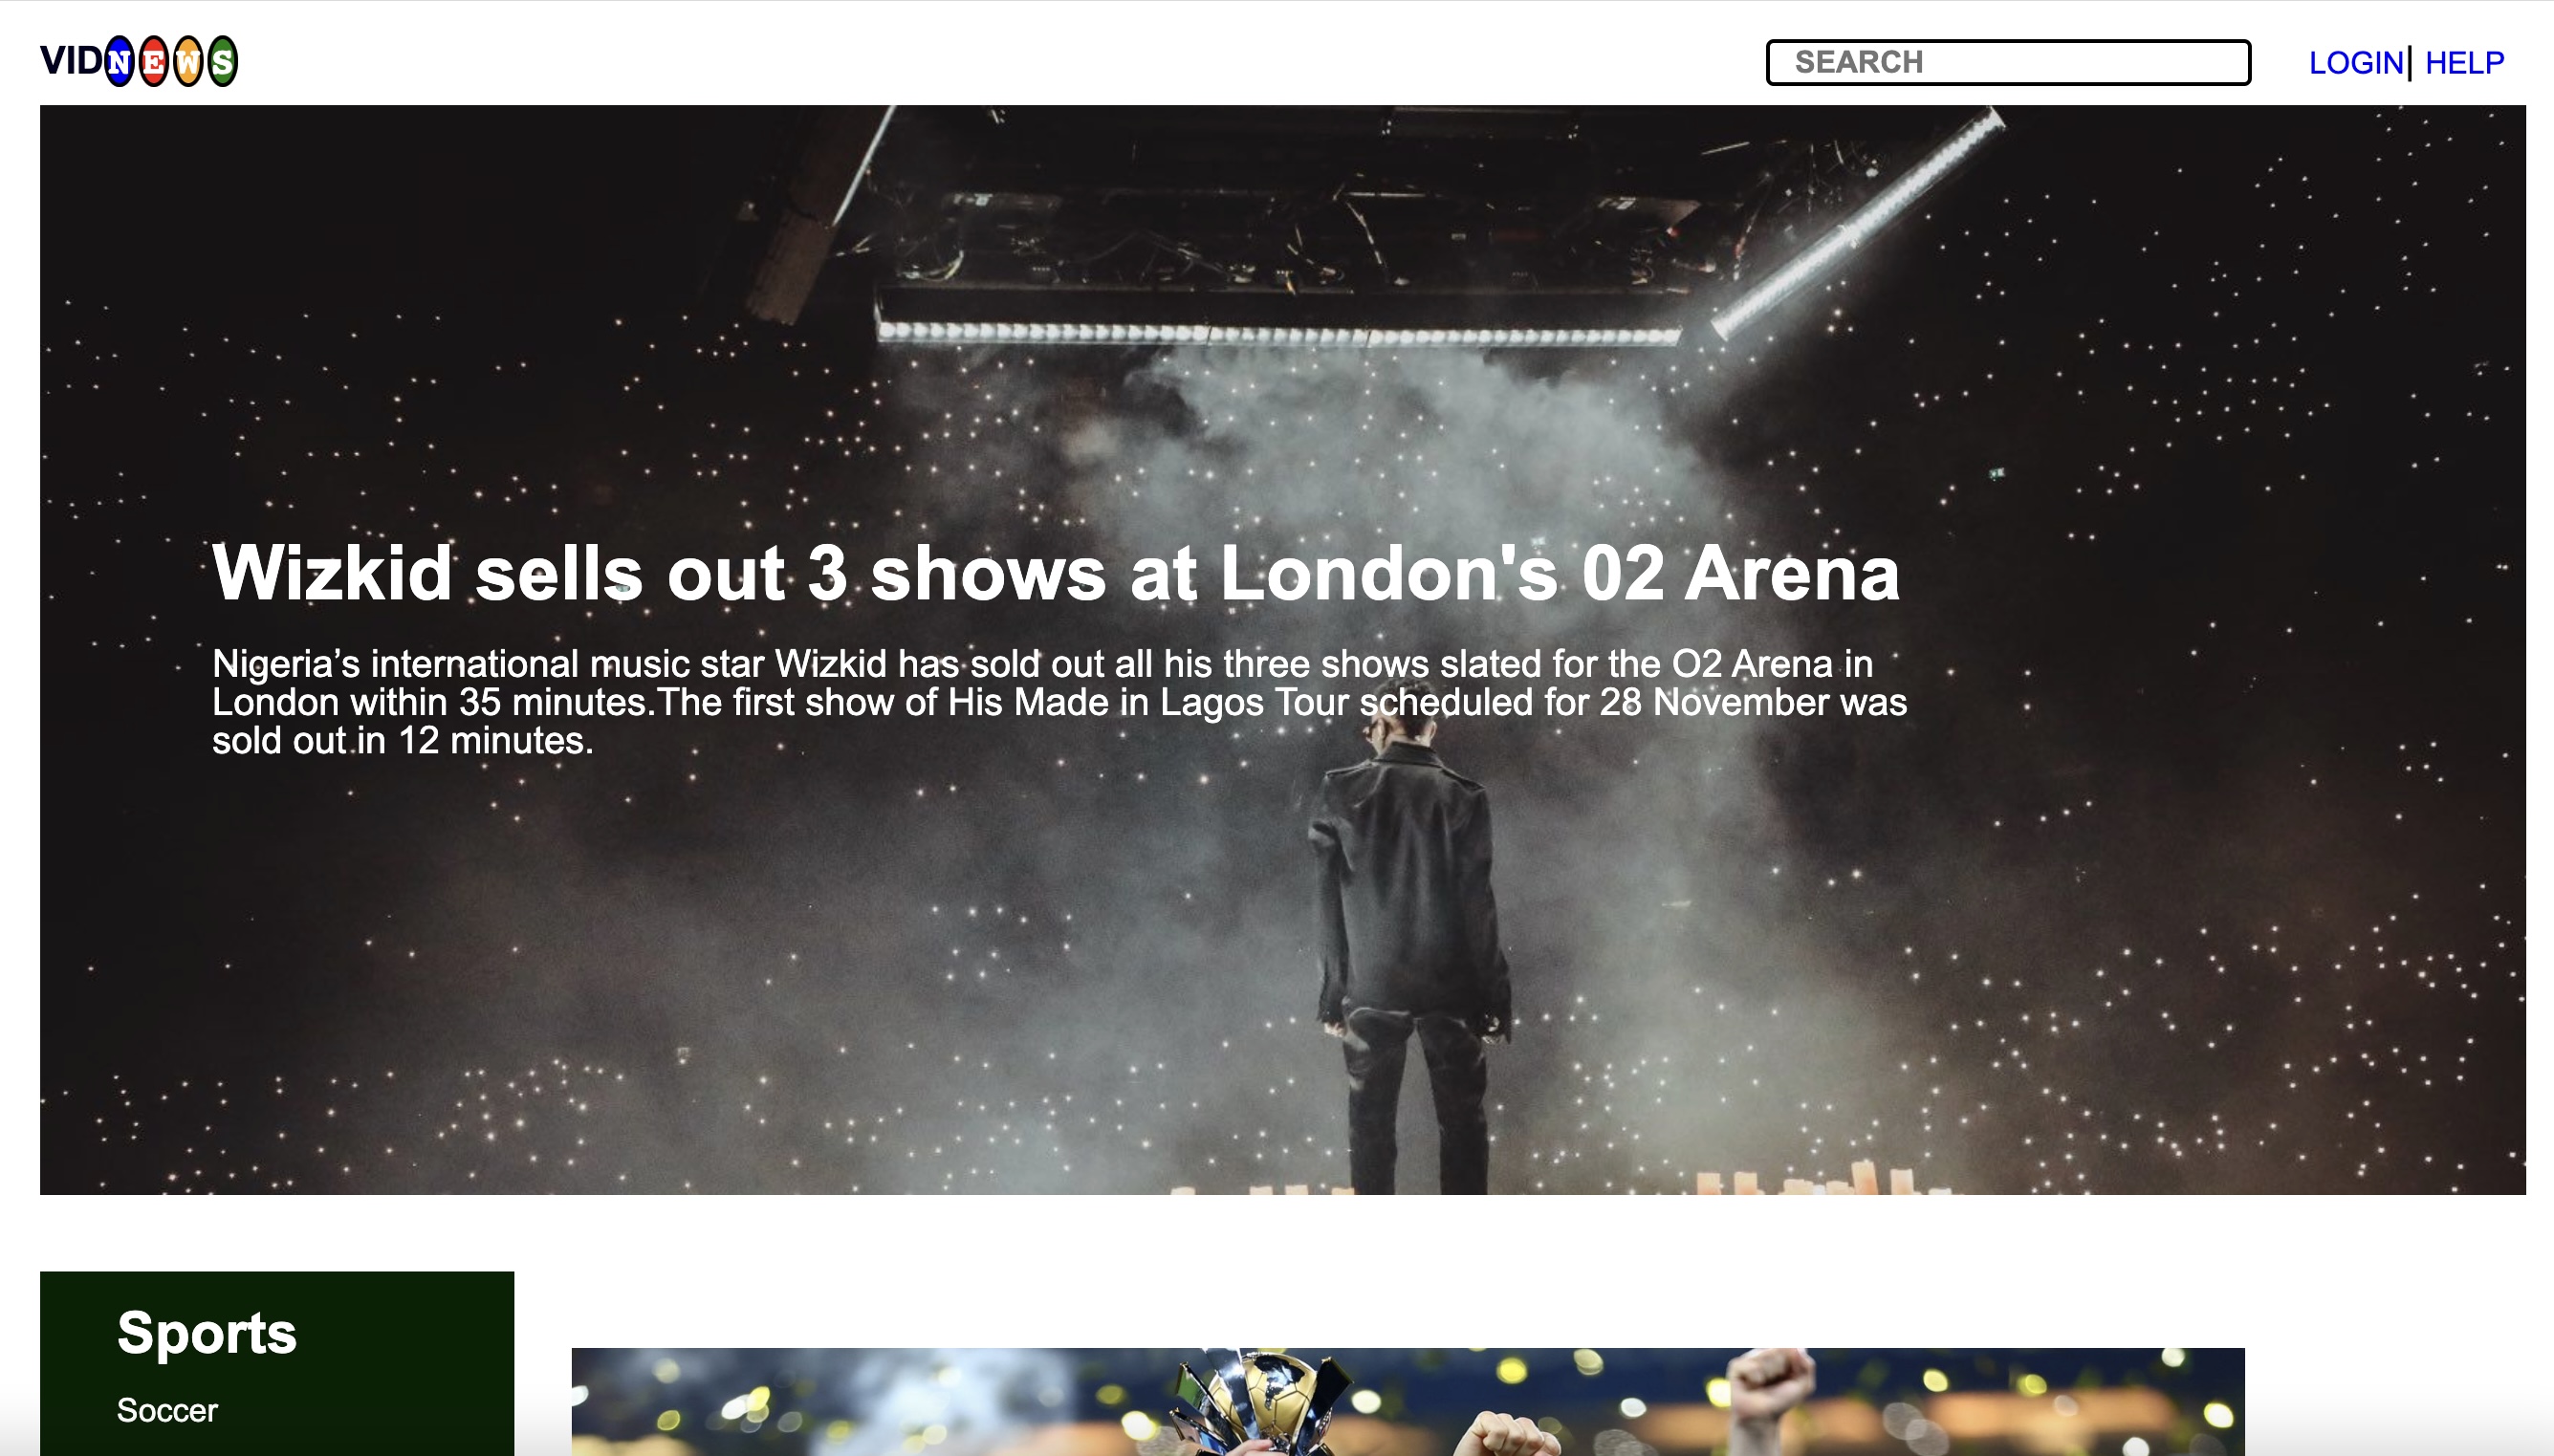 VIDNEWS
SEARCH
LOGIN| HELP
Wizkid sells out 3 shows at London's 02 Arena
Nigeria’s international music star Wizkid has sold out all his three shows slated for the O2 Arena in
London within 35 minutes.The first show of His Made in Lagos Tour scheduled for 28 November was
sold out in 12 minutes.
Sports
Soccer